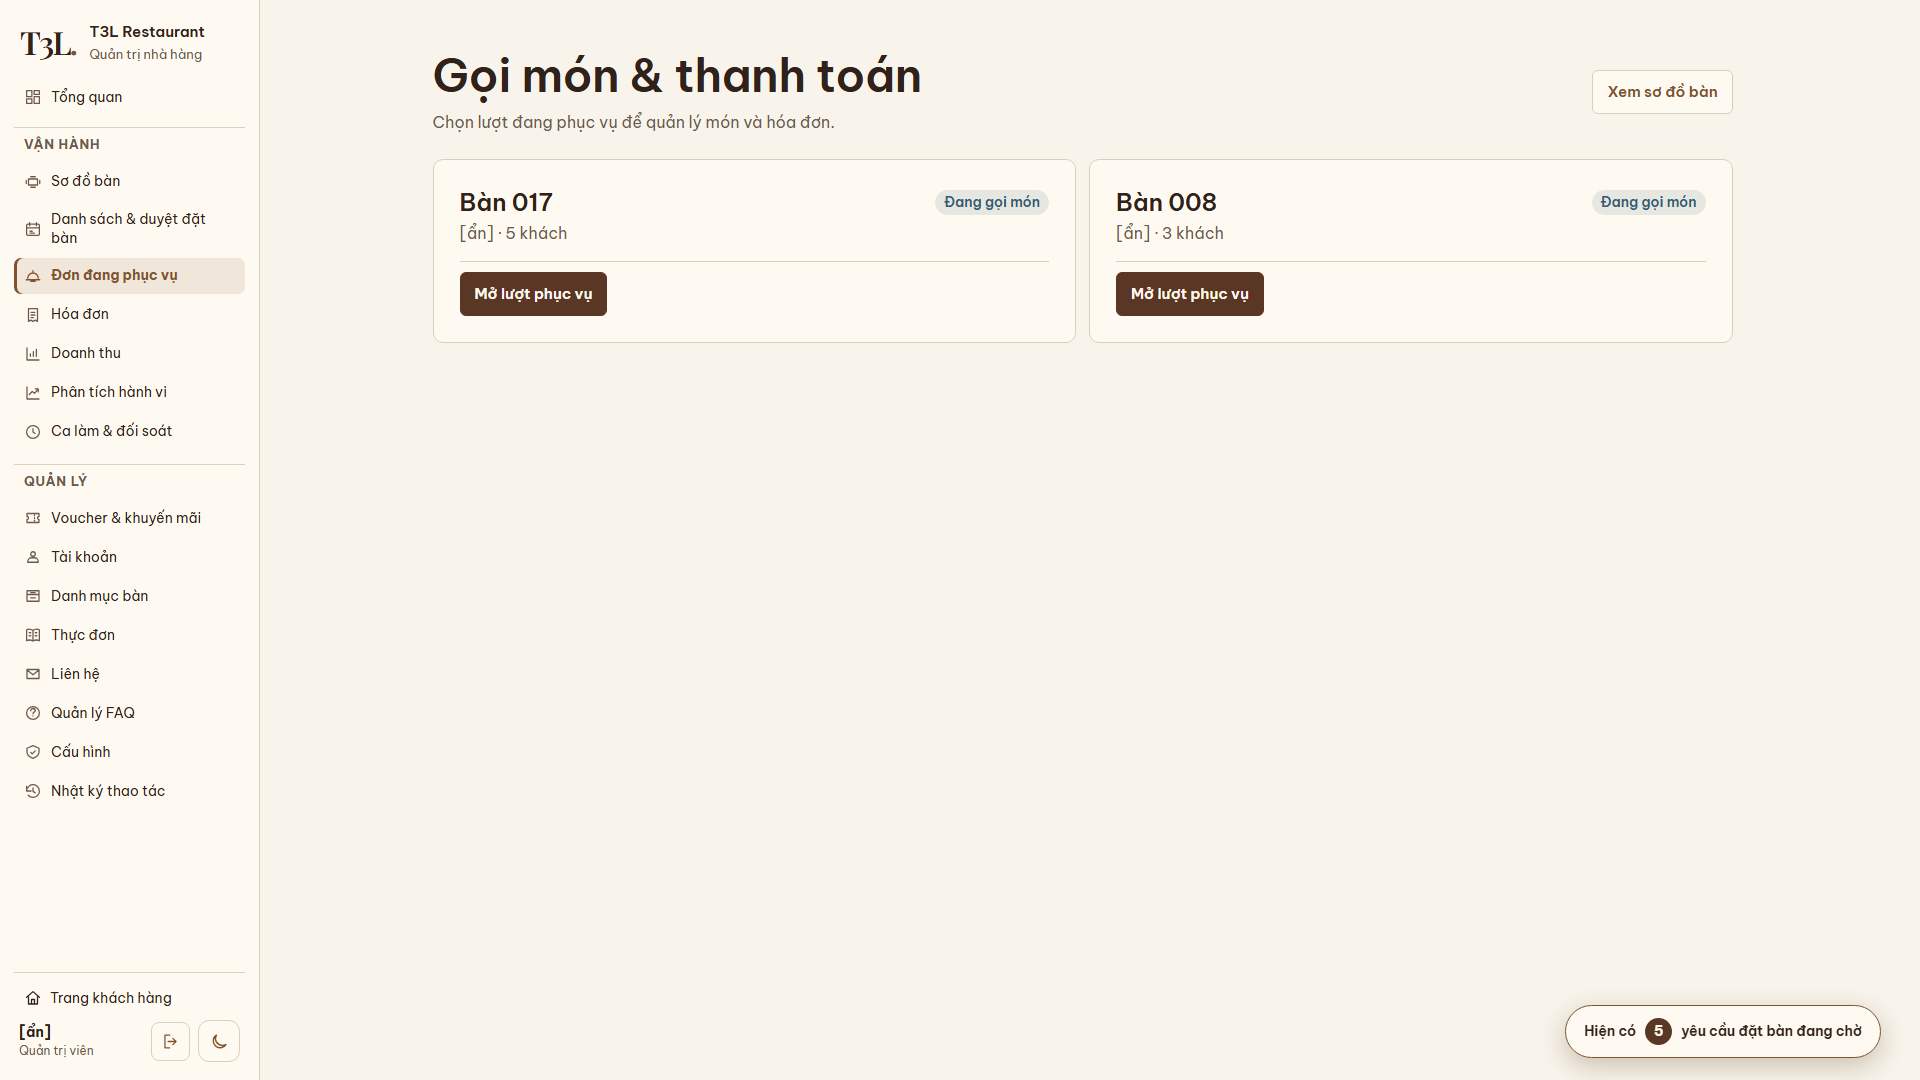 T3L.
T3L Restaurant
Quản trị nhà hàng
Tổng quan
VẬN HÀNH
Sơ đồ bàn
Danh sách & duyệt đặt
bàn
Đơn đang phục vụ
Hóa đơn
Doanh thu
Phân tích hành vi
Ca làm & đối soát
QUẢN LÝ
Voucher & khuyến mãi
Tài khoản
Danh mục bàn
Thực đơn
Liên hệ
Quản lý FAQ
Cấu hình
Nhật ký thao tác
Trang khách hàng
[ẩn]
Quản trị viên
Gọi món & thanh toán
Chọn lượt đang phục vụ để quản lý món và hóa đơn.
Xem sơ đồ bàn
Bàn 017
Đang gọi món
[ẩn] · 5 khách
Mở lượt phục vụ
Bàn 008
Đang gọi món
[ẩn] · 3 khách
Mở lượt phục vụ
Hiện có 5 yêu cầu đặt bàn đang chờ